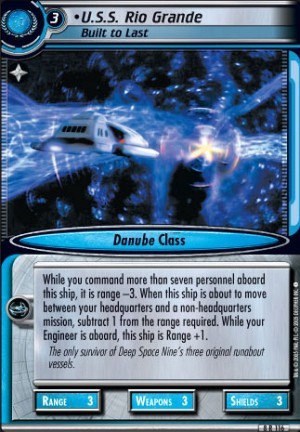 3
•U.S.S. Rio Grande
Built to Last
Danube Class
While you command more than seven personnel aboard
this ship, it is range –3. When this ship is about to move
between your headquarters and a non-headquarters
mission, subtract 1 from the range required. While your
Engineer is aboard, this ship is Range +1.
The only survivor of Deep Space Nine's three original runabout
vessels.
Range 3
Weapons 3
Shields 3